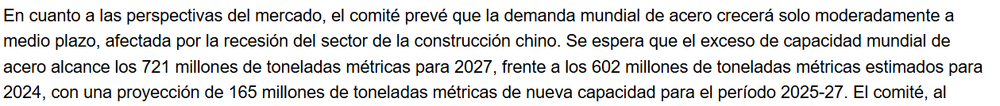 En cuanto a las perspectivas del mercado, el comité prevé que la demanda mundial de acero crecerá solo moderadamente a
medio plazo, afectada por la recesión del sector de la construcción chino. Se espera que el exceso de capacidad mundial de
acero alcance los 721 millones de toneladas métricas para 2027, frente a los 602 millones de toneladas métricas estimados para
2024, con una proyección de 165 millones de toneladas métricas de nueva capacidad para el período 2025-27. El comité, al